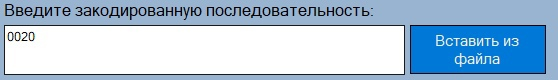 Введите закодированную последовательность:
0020
Вставить из
файла